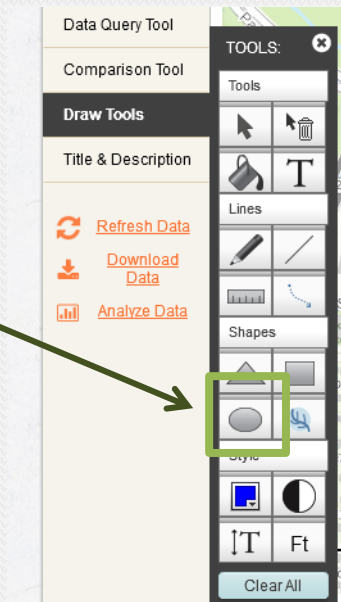 Data Query Tool
Comparison Tool
Draw Tools
Title & Description
Refresh Data
Download
Data
Analyze Data
TOOLS:
Tools
T
Lines
Shapes
Style
T
Ft
Clear All